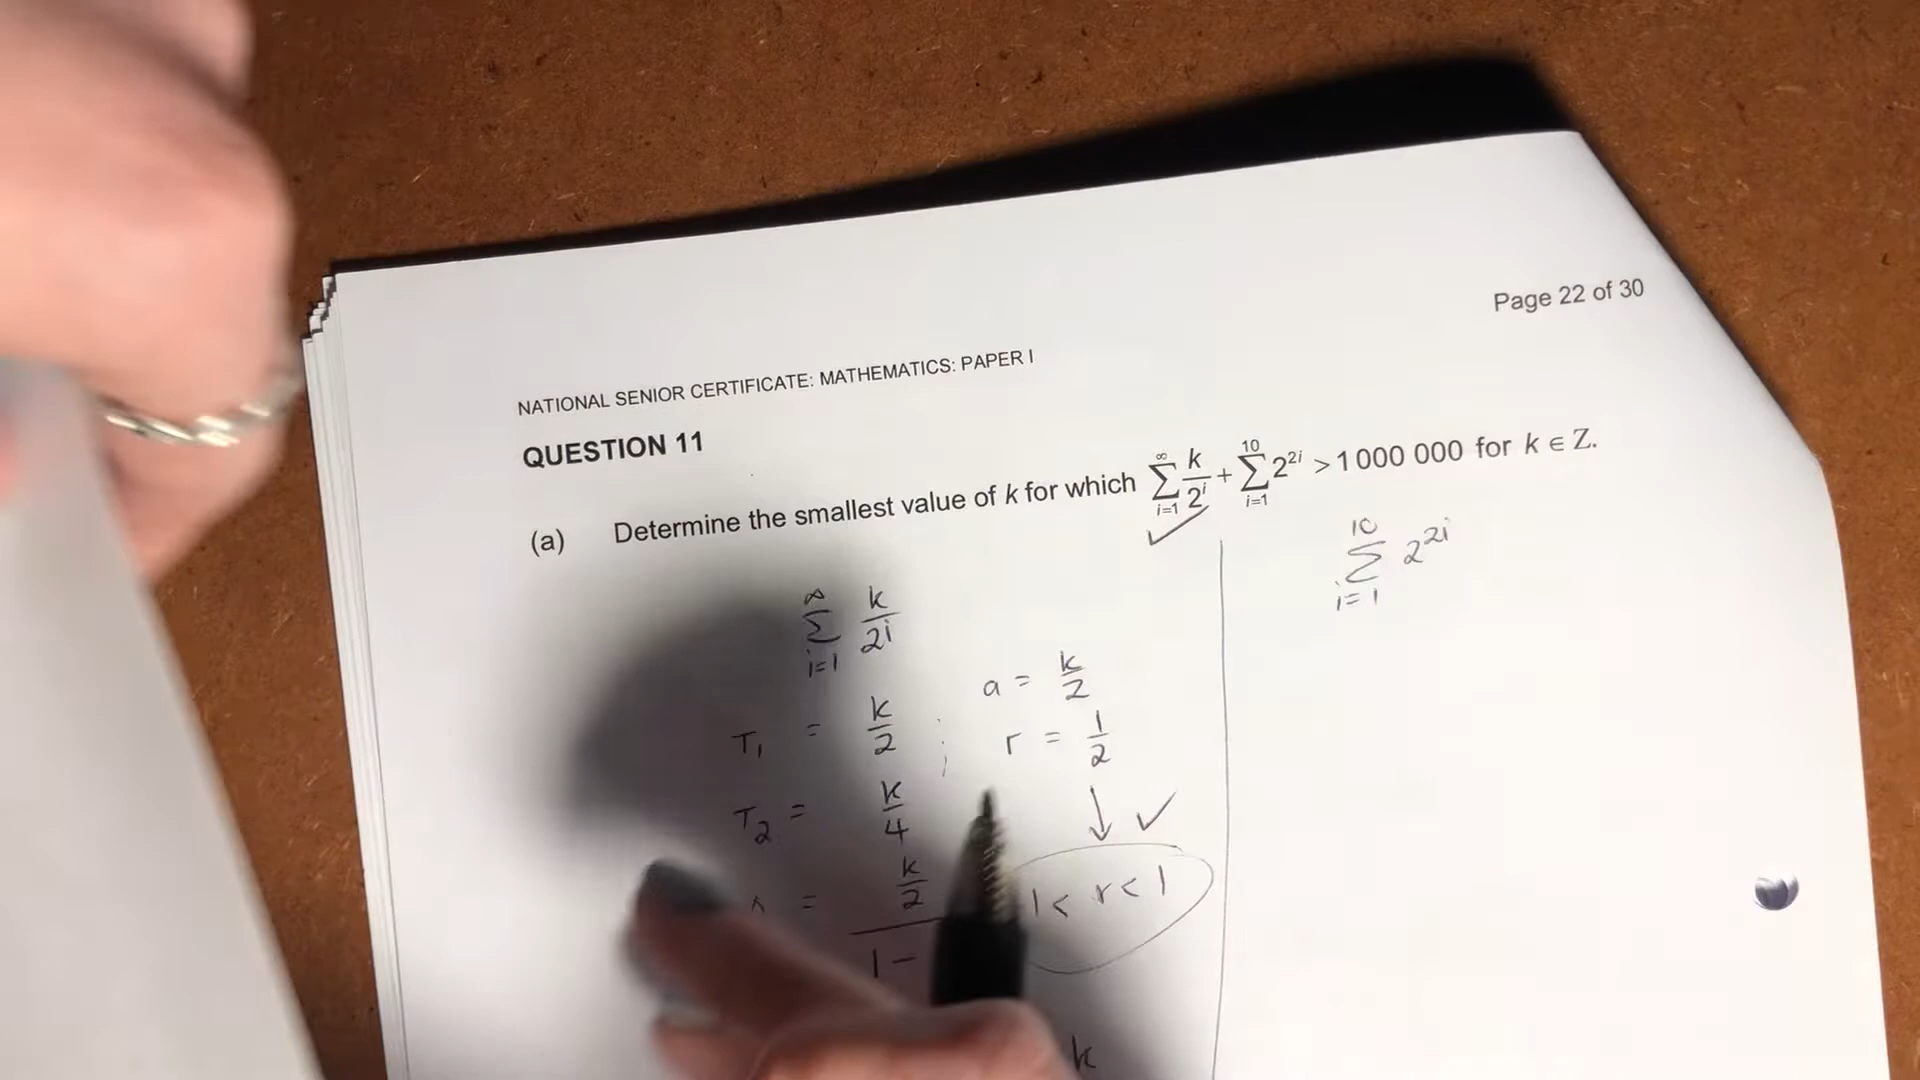 Page 22 of 30
NATIONAL SENIOR CERTIFICATE: MATHEMATICS: PAPER I
QUESTION 11
(a) Determine the smallest value of k for which ∞ Σ i=1 k/2^i + 10 Σ i=1 2^{2i} > 1 000 000 for k ∈ Z.
∞ Σ i=1 k/2i
T₁ = k/2 ; a = k/2
r = 1/2
T₂ = k/4
= k/2
1 –
1 < r < 1
k
10 Σ i=1 2^{2i}